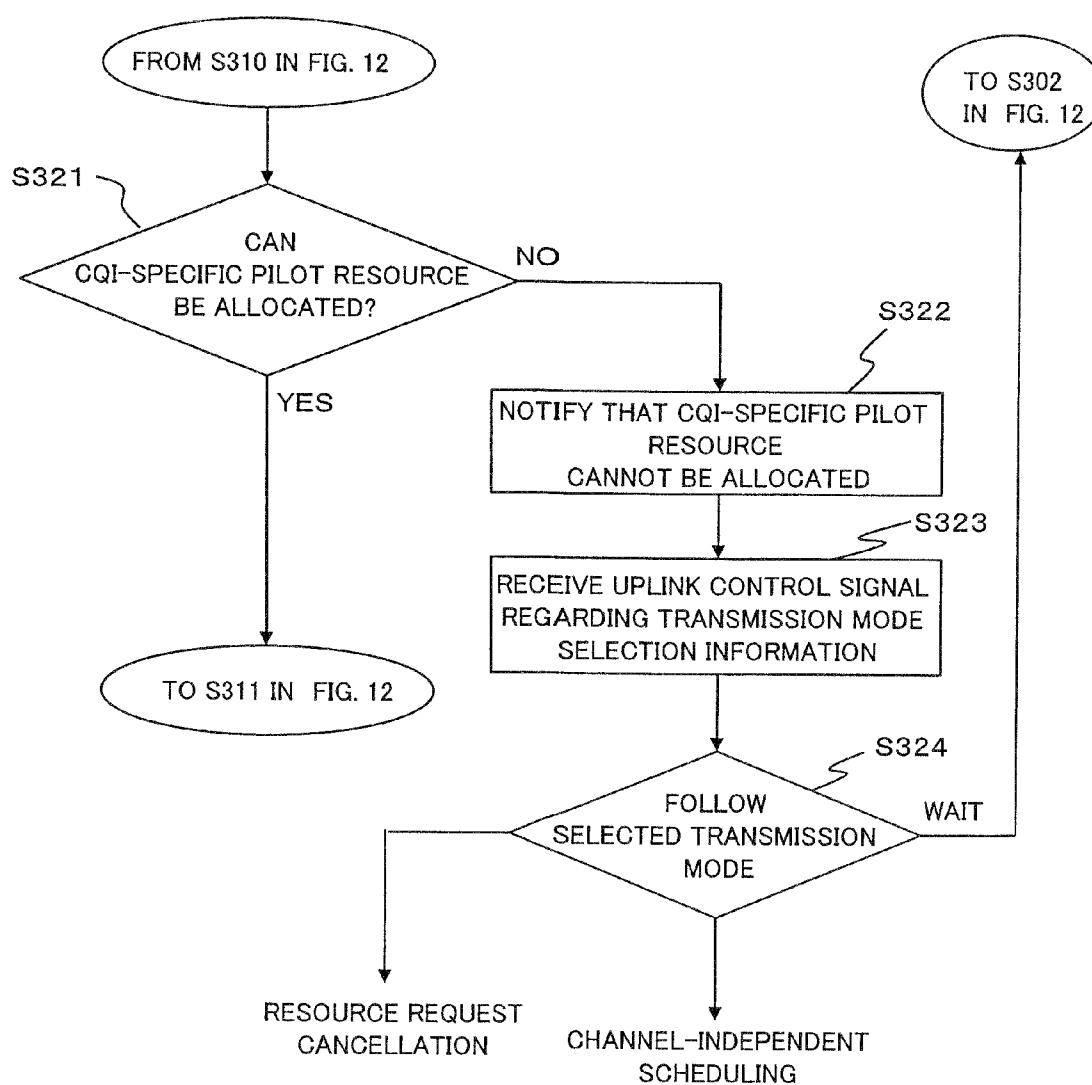 FROM S310 IN FIG. 12
TO S302
IN FIG. 12
S321
CAN
CQI-SPECIFIC PILOT RESOURCE
BE ALLOCATED?
NO
YES
S322
NOTIFY THAT CQI-SPECIFIC PILOT
RESOURCE
CANNOT BE ALLOCATED
S323
RECEIVE UPLINK CONTROL SIGNAL
REGARDING TRANSMISSION MODE
SELECTION INFORMATION
TO S311 IN FIG. 12
S324
FOLLOW
SELECTED TRANSMISSION
MODE
WAIT
RESOURCE REQUEST
CANCELLATION
CHANNEL-INDEPENDENT
SCHEDULING